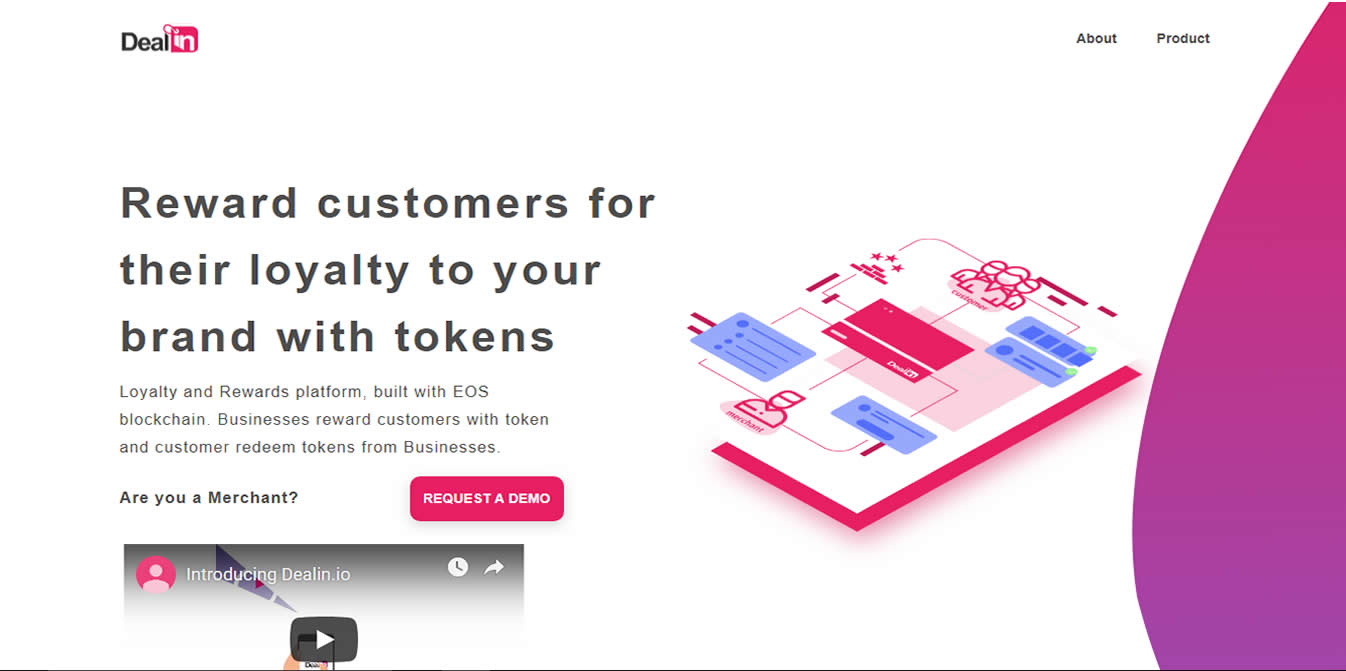 Dealin
About
Product
Reward customers for
their loyalty to your
brand with tokens
Loyalty and Rewards platform, built with EOS
blockchain. Businesses reward customers with token
and customer redeem tokens from Businesses.
Are you a Merchant?
REQUEST A DEMO
customer
Dealin
merchant
Introducing Dealin.io
Dealin